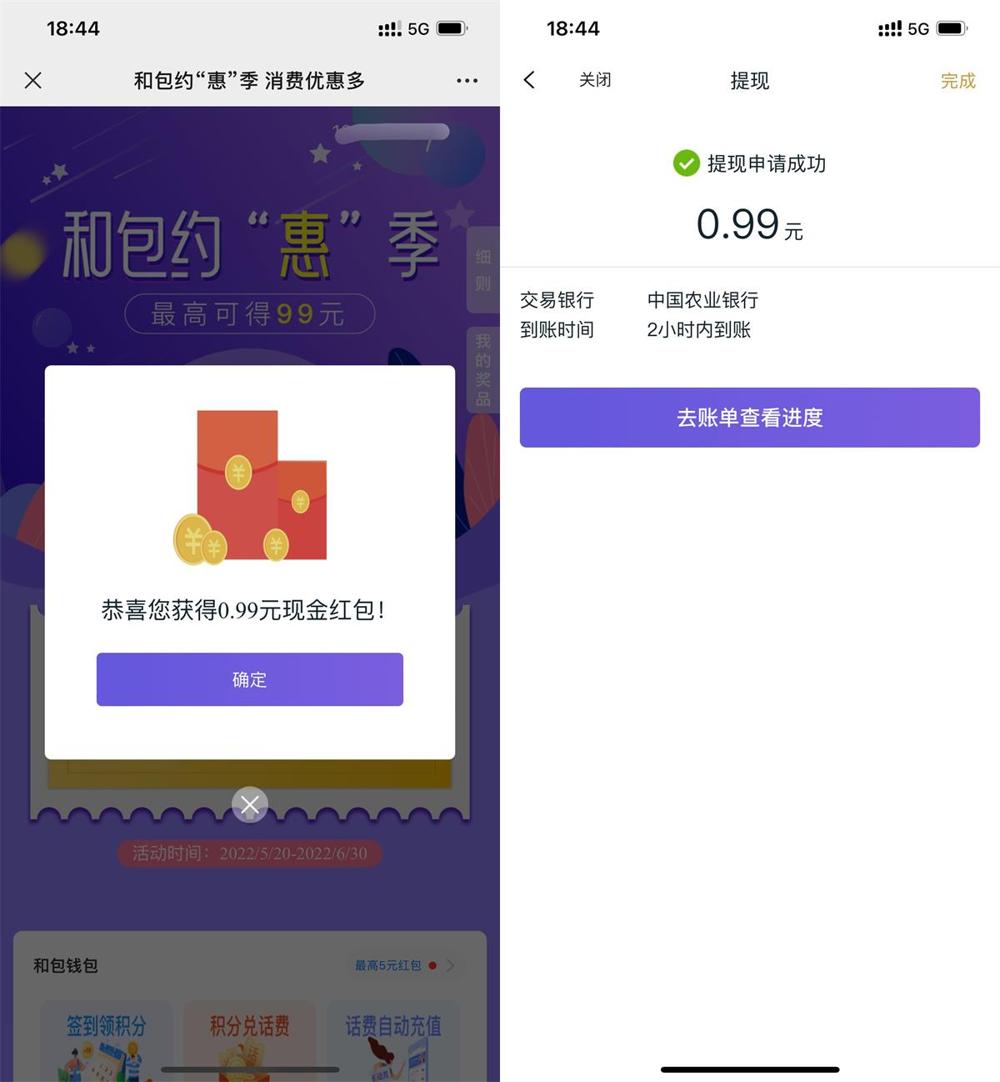 18:44
5G
和包约“惠”季 消费优惠多
和包约“惠”季
最高可得99元
细则
我的奖品
恭喜您获得0.99元现金红包！
确定
活动时间：2022/5/20-2022/6/30
和包钱包
最高5元红包
签到领积分
积分兑话费
话费自动充值
18:44
5G
关闭
提现
完成
提现申请成功
0.99元
交易银行 中国农业银行
到账时间 2小时内到账
去账单查看进度